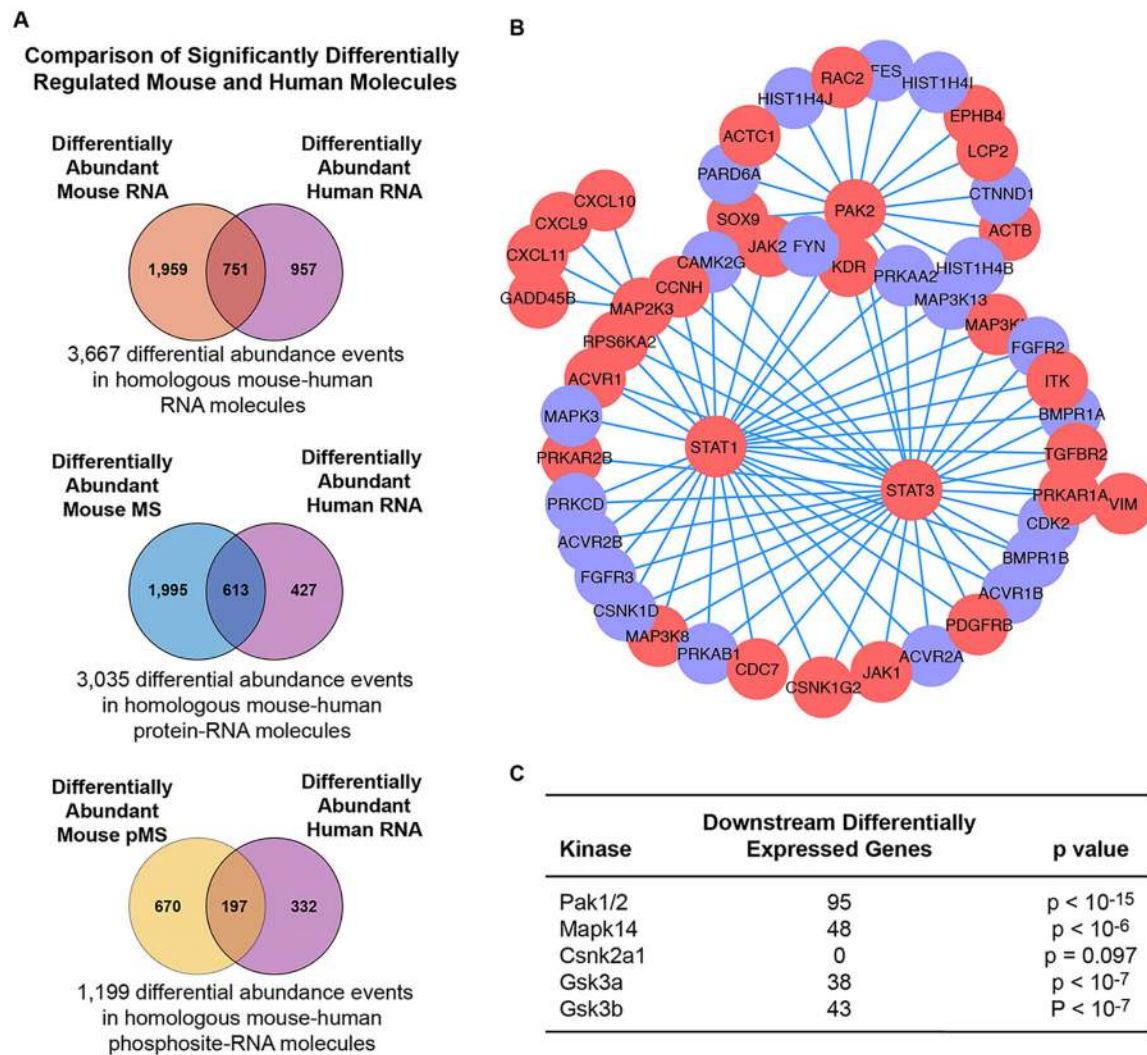 A
Comparison of Significantly Differentially
Regulated Mouse and Human Molecules
Differentially
Abundant
Mouse RNA
Differentially
Abundant
Human RNA
1,959
751
957
3,667 differential abundance events
in homologous mouse-human
RNA molecules
Differentially
Abundant
Mouse MS
Differentially
Abundant
Human RNA
1,995
613
427
3,035 differential abundance events
in homologous mouse-human
protein-RNA molecules
Differentially
Abundant
Mouse pMS
Differentially
Abundant
Human RNA
670
197
332
1,199 differential abundance events
in homologous mouse-human
phosphosite-RNA molecules
B
RAC2
FES
HIST1H4J
HIST1H4I
EPHB4
ACTC1
LCP2
PARD6A
CTNND1
CXCL10
SOX9
PAK2
ACTB
CXCL9
JAK2
FYN
CXCL11
CAMK2G
KDR
PRKAA2
HIST1H4B
CCNH
GADD45B
MAP2K3
MAP3K13
RPS6KA2
FGFR2
ACVR1
ITK
MAPK3
BMPR1A
STAT1
TGFBR2
PRKAR2B
STAT3
PRKAR1A
VIM
PRKCD
CDK2
ACVR2B
BMPR1B
FGFR3
ACVR1B
CSNK1D
PDGFRB
MAP3K8
PRKAB1
ACVR2A
CDC7
JAK1
CSNK1G2
C
Kinase
Downstream Differentially
Expressed Genes
p value
Pak1/2 95 p < 10-15
Mapk14 48 p < 10-6
Csnk2a1 0 p = 0.097
Gsk3a 38 p < 10-7
Gsk3b 43 P < 10-7